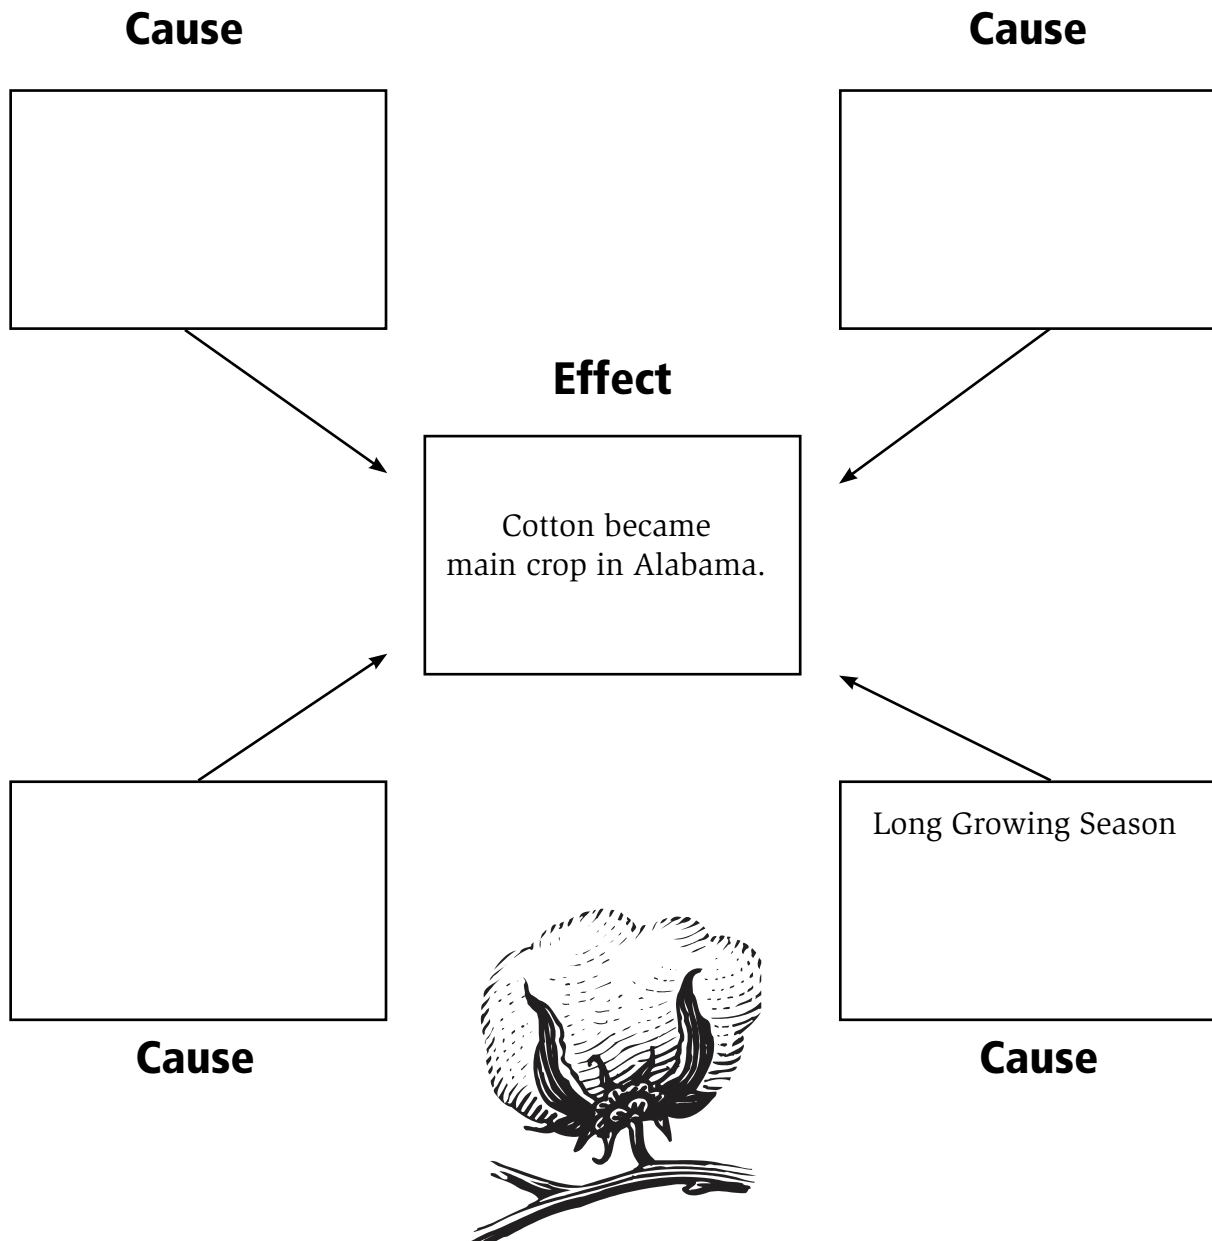 Cause
Cause
Effect
Cotton became
main crop in Alabama.
Long Growing Season
Cause
Cause